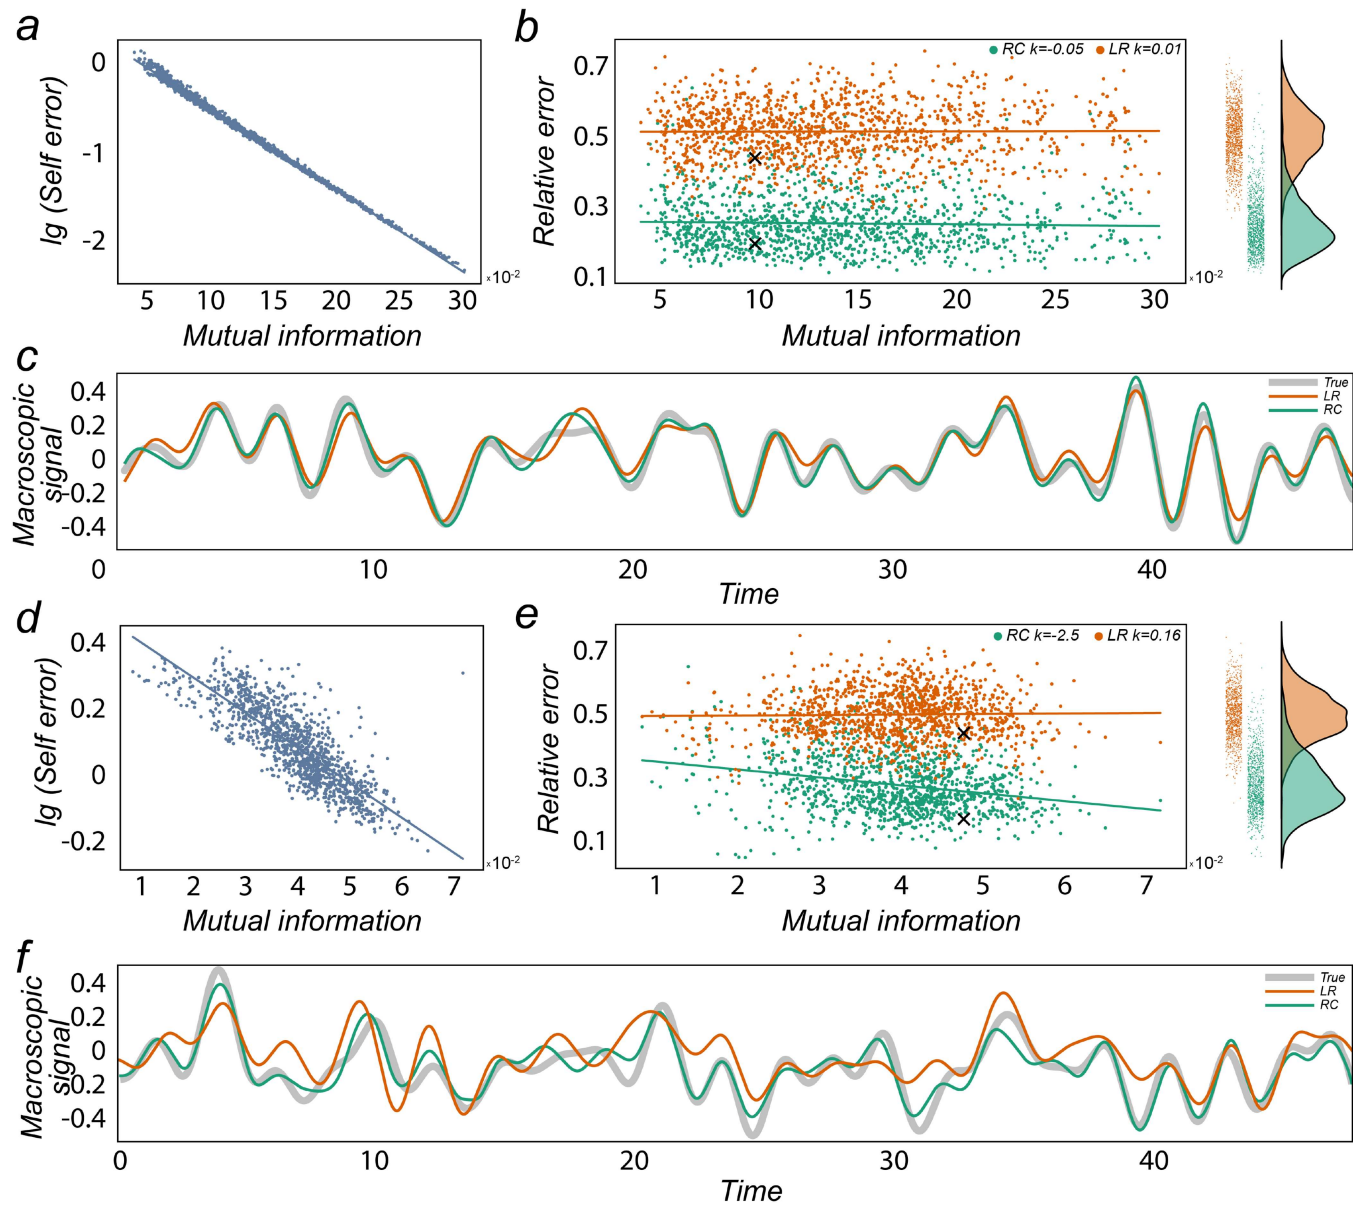 a
lg (Self error)
0
-1
-2
5 10 15 20 25 30
×10-2
Mutual information
b
Relative error
0.7
0.5
0.3
0.1
RC k=-0.05 LR k=0.01
5 10 15 20 25 30
×10-2
Mutual information
c
Macroscopic
signal
0.4
0.2
0
-0.2
-0.4
True
LR
RC
0 10 20 30 40
Time
d
lg (Self error)
0.4
0.2
0
-0.2
1 2 3 4 5 6 7
×10-2
Mutual information
e
Relative error
0.7
0.5
0.3
0.1
RC k=-2.5 LR k=0.16
1 2 3 4 5 6 7
×10-2
Mutual information
f
Macroscopic
signal
0.4
0.2
0
-0.2
-0.4
True
LR
RC
0 10 20 30 40
Time